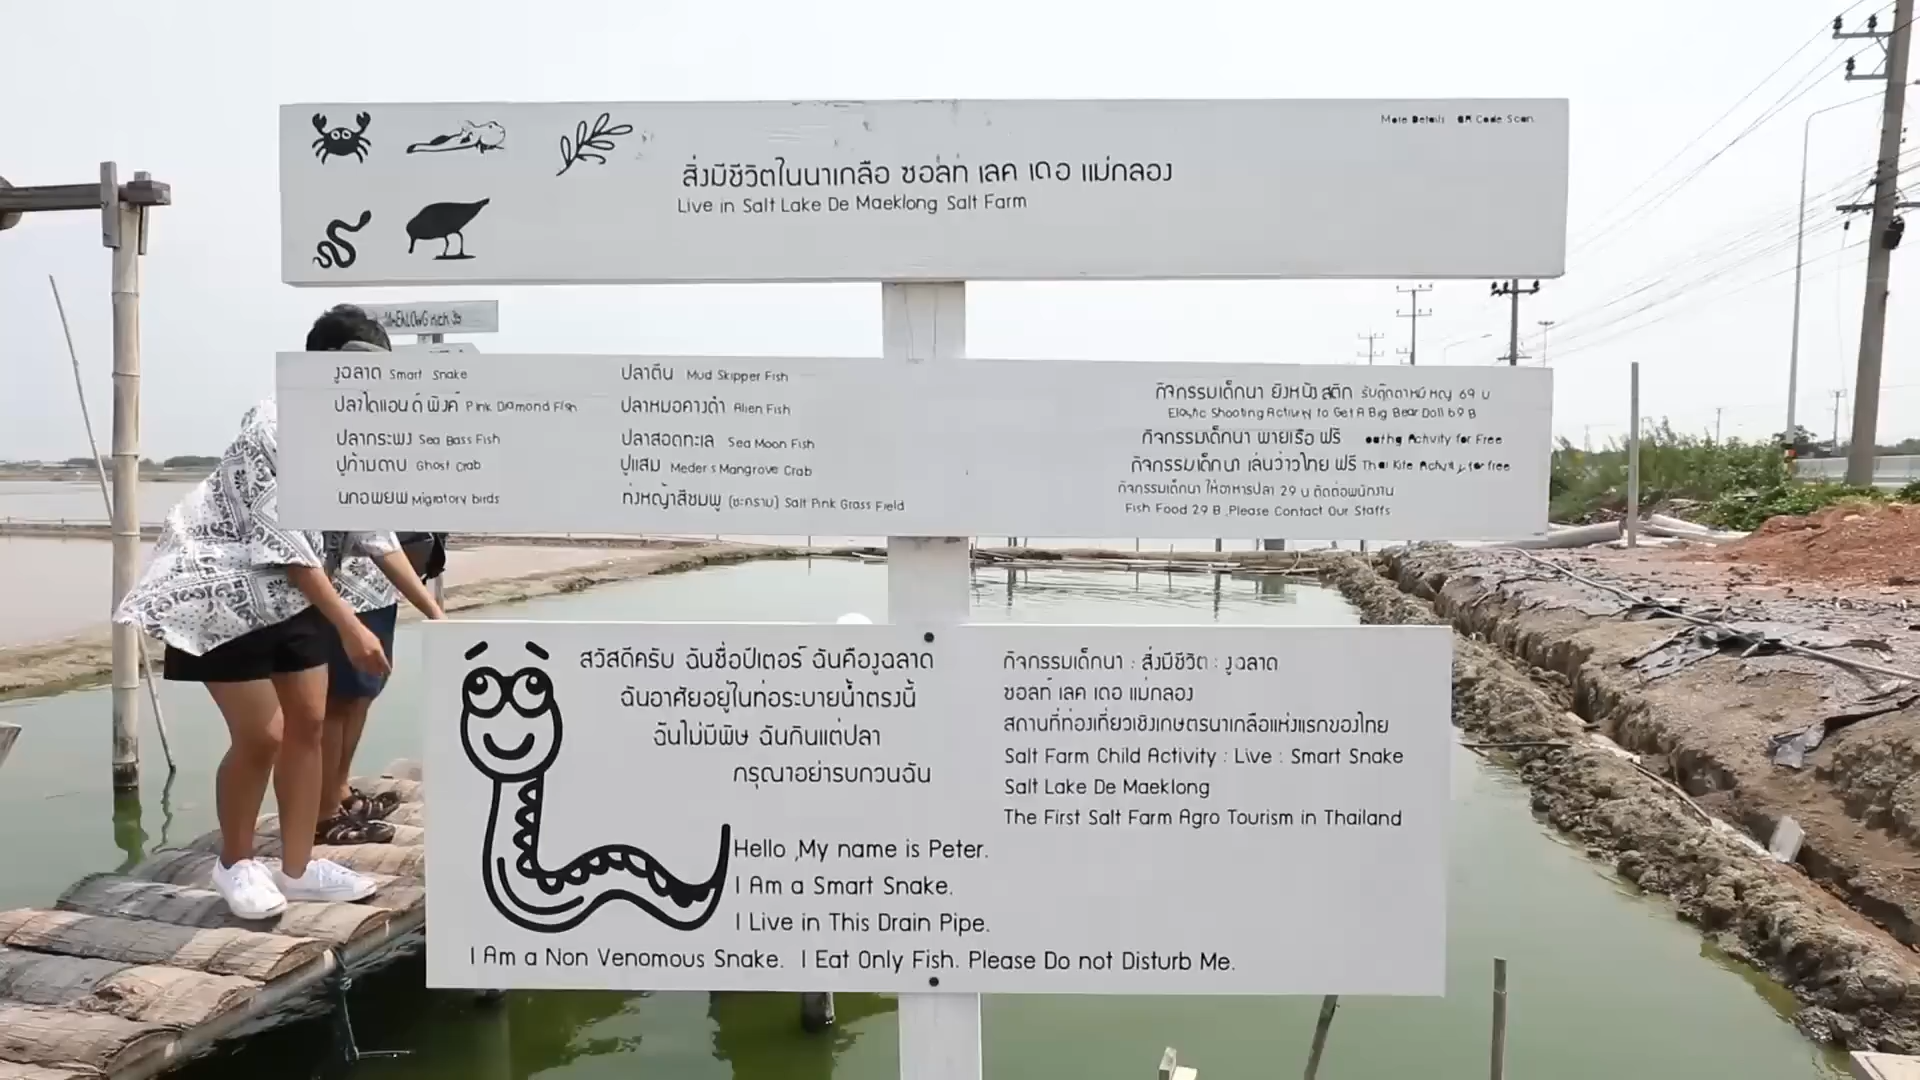 More Details QR Code Scan
สิ่งมีชีวิตในนาเกลือ ซอลท์ เลค เดอ แม่กลอง
Live in Salt Lake De Maeklong Salt Farm
งูฉลาด Smart Snake
ปลาไดแอนด์ พิงค์ Pink Diamond Fish
ปลากระพง Sea Bass Fish
ปูก้ามดาบ Ghost Crab
นกอพยพ Migratory birds
ปลาตีน Mud Skipper Fish
ปลาหมอคางดำ Alien Fish
ปลาสอดทะเล Sea Moon Fish
ปูแสม Meder s Mangrove Crab
ทุ่งหญ้าสีชมพู (ชะคราม) Salt Pink Grass Field
กิจกรรมเด็กนา ยิงหนังสติก รับตุ๊กตาหมี 69 บ
Elastic Shooting Activity to Get A Big Bear Doll 69 B
กิจกรรมเด็กนา พายเรือ ฟรี Activity for Free
กิจกรรมเด็กนา เล่นว่าวไทย ฟรี Thai Kite Activity for free
กิจกรรมเด็กนา ให้อาหารปลา 29 บ ติดต่อพนักงาน
Fish Food 29 B ,Please Contact Our Staffs
สวัสดีครับ ฉันชื่อปีเตอร์ ฉันคืองูฉลาด
ฉันอาศัยอยู่ในท่อระบายน้ำตรงนี้
ฉันไม่มีพิษ ฉันกินแต่ปลา
กรุณาอย่ารบกวนฉัน
Hello ,My name is Peter.
I Am a Smart Snake.
I Live in This Drain Pipe.
I Am a Non Venomous Snake. I Eat Only Fish. Please Do not Disturb Me.
กิจกรรมเด็กนา : สิ่งมีชีวิต : งูฉลาด
ซอลท์ เลค เดอ แม่กลอง
สถานที่ท่องเที่ยวเชิงเกษตรนาเกลือแห่งแรกของไทย
Salt Farm Child Activity : Live : Smart Snake
Salt Lake De Maeklong
The First Salt Farm Agro Tourism in Thailand